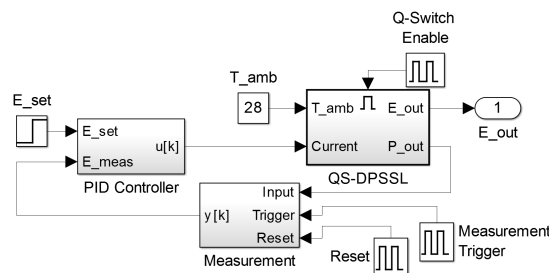 Q-Switch
Enable
T_amb
28
E_set
T_amb
E_out
1
E_out
Current
P_out
QS-DPSSL
E_set
u[k]
E_meas
PID Controller
Input
y[k]
Trigger
Reset
Measurement
Measurement
Trigger
Reset